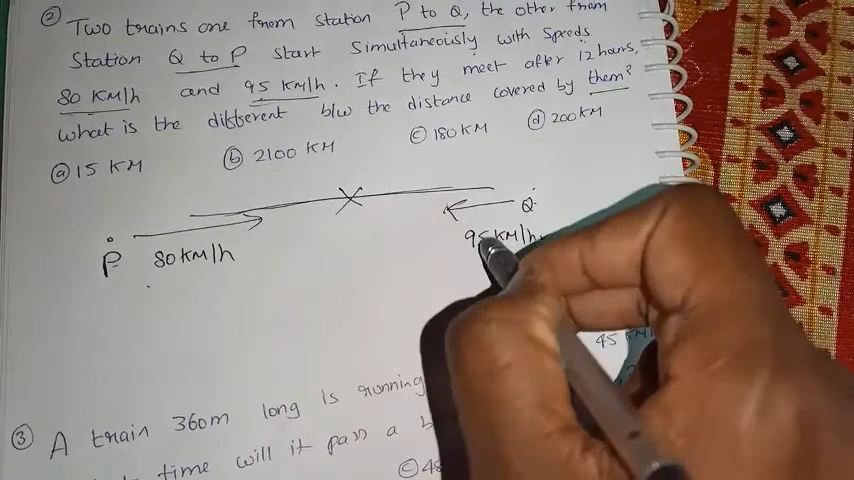 ② Two trains one from station P to Q, the other from
Station Q to P start simultaneously with speeds
80 KM/h and 95 KM/h. If they meet after 12 hours,
what is the different b/w the distance covered by them?
ⓐ 15 KM ⓑ 2100 KM ⓒ 180 KM ⓓ 200 KM
Q
P 80 KM/h 95 KM/h
45
③ A train 360m long is running
time will it pass a b
ⓒ 48